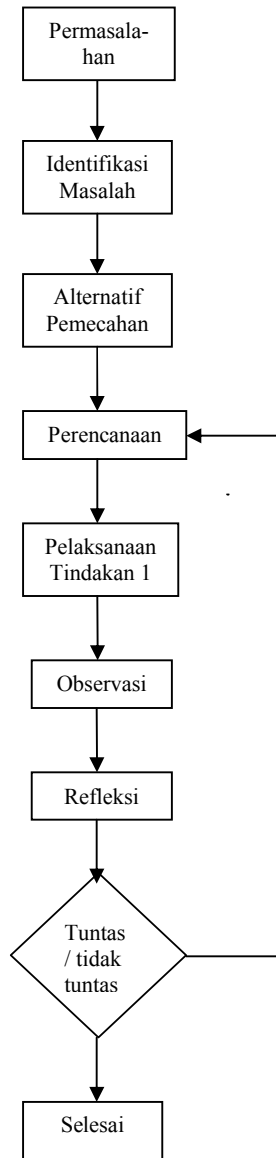 Permasala-
han
Identifikasi
Masalah
Alternatif
Pemecahan
Perencanaan
Pelaksanaan
Tindakan 1
Observasi
Refleksi
Tuntas
/ tidak
tuntas
Selesai